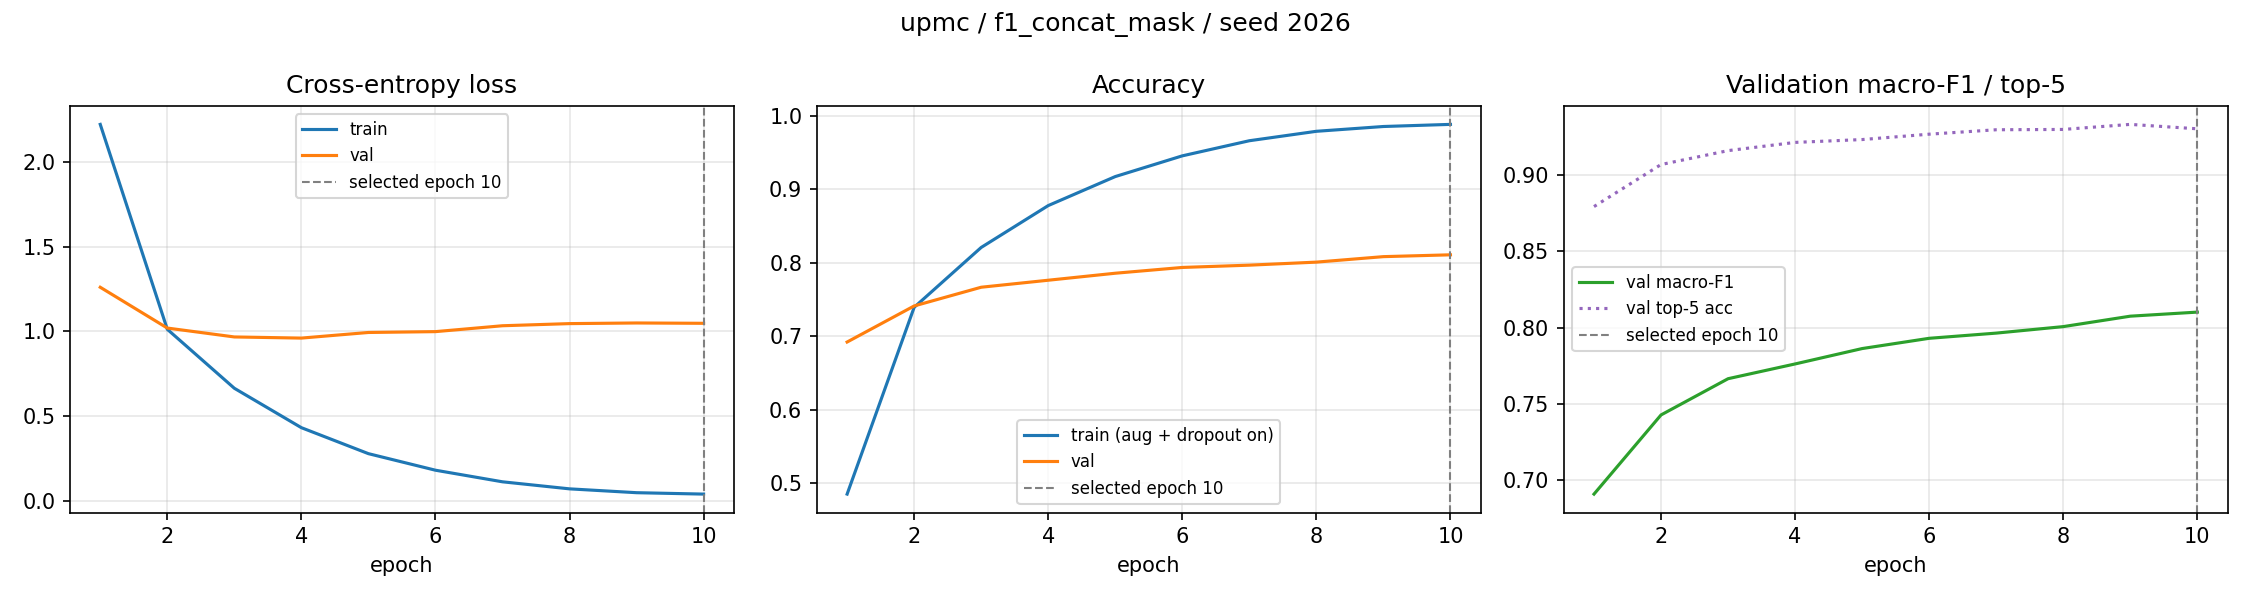 upmc / f1_concat_mask / seed 2026
Cross-entropy loss
train
val
selected epoch 10
2.0
1.5
1.0
0.5
0.0
2
4
6
8
10
epoch
Accuracy
1.0
0.9
0.8
0.7
0.6
0.5
train (aug + dropout on)
val
selected epoch 10
2
4
6
8
10
epoch
Validation macro-F1 / top-5
0.90
0.85
0.80
0.75
0.70
val macro-F1
val top-5 acc
selected epoch 10
2
4
6
8
10
epoch